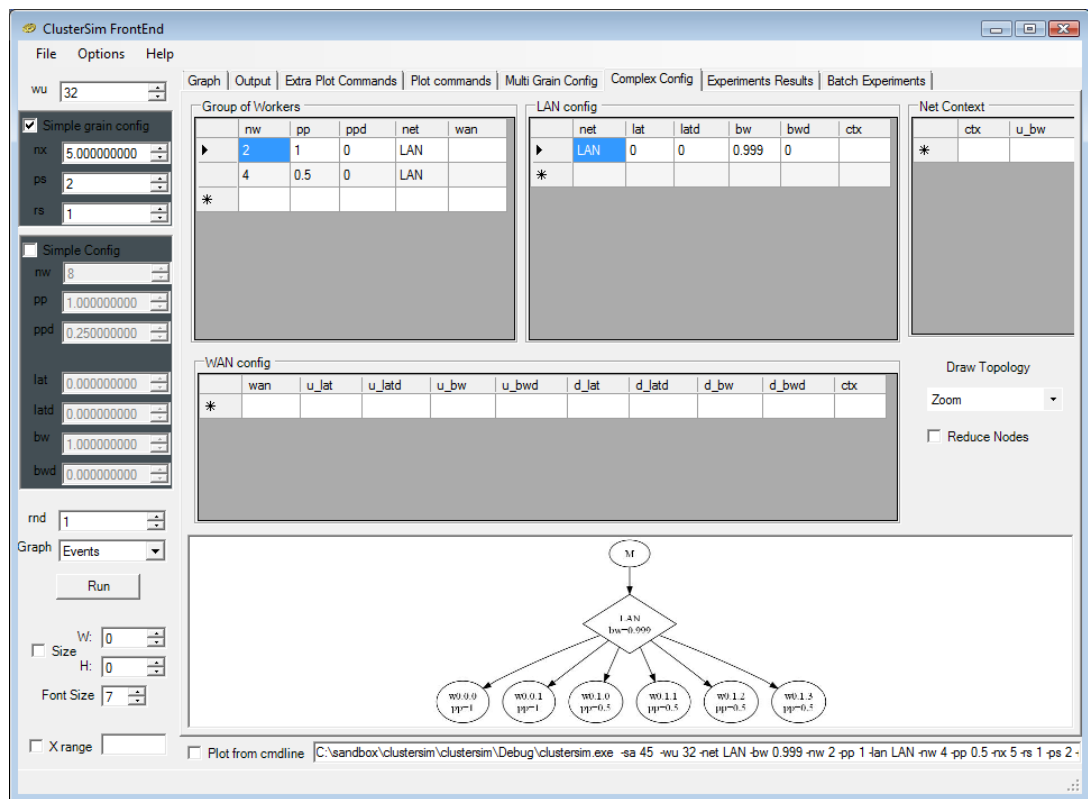 ClusterSim FrontEnd
File Options Help
wu 32
Simple grain config
nx 5.000000000
ps 2
rs 1
Simple Config
nw 8
pp 1.000000000
ppd 0.250000000
lat 0.000000000
latd 0.000000000
bw 1.000000000
bwd 0.000000000
rnd 1
Graph Events
Run
Size
W: 0
H: 0
Font Size 7
X range
Graph Output Extra Plot Commands Plot commands Multi Grain Config Complex Config Experiments Results Batch Experiments
Group of Workers
nw pp ppd net wan
2 1 0 LAN
4 0.5 0 LAN
LAN config
net lat latd bw bwd ctx
LAN 0 0 0.999 0
Net Context
ctx u_bw
WAN config
wan u_lat u_latd u_bw u_bwd d_lat d_latd d_bw d_bwd ctx
Draw Topology
Zoom
Reduce Nodes
M
LAN
bw=0.999
w0.0.0 w0.0.1 w0.1.0 w0.1.1 w0.1.2 w0.1.3
pp=1 pp=1 pp=0.5 pp=0.5 pp=0.5 pp=0.5
Plot from cmdline C:\sandbox\clustersim\clustersim\Debug\clustersim.exe -sa 45 -wu 32 -net LAN -bw 0.999 -nw 2 -pp 1 -lan LAN -nw 4 -pp 0.5 -nx 5 -rs 1 -ps 2 -